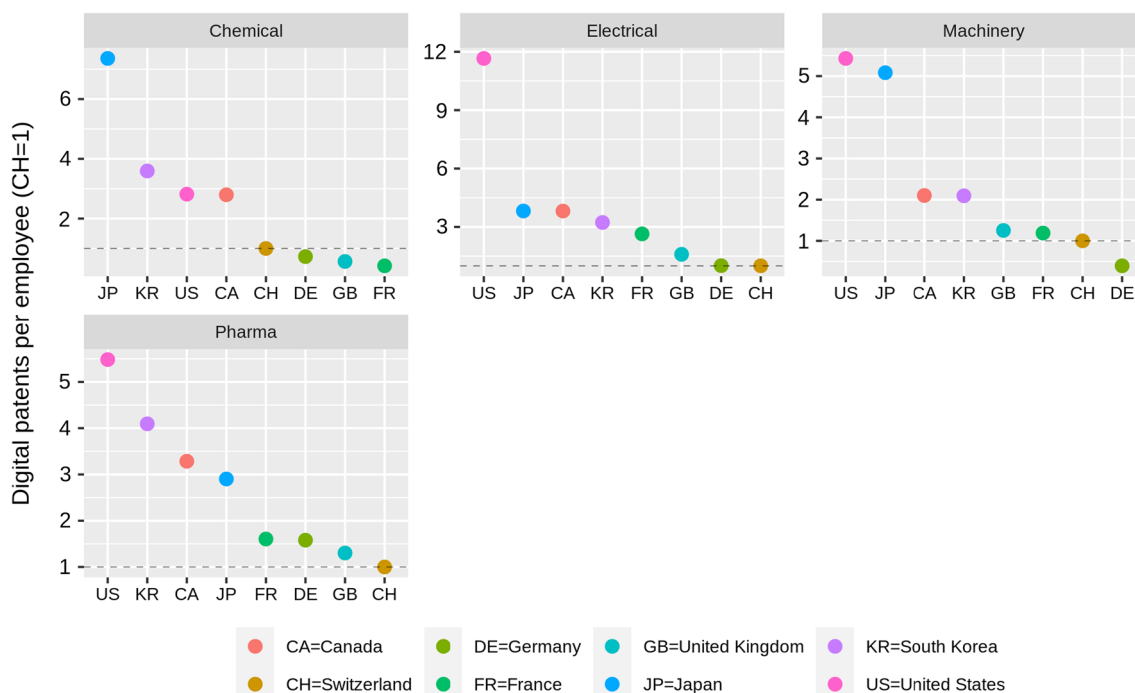 Chemical
Electrical
Machinery
Digital patents per employee (CH=1)
6
4
2
JP KR US CA CH DE GB FR
12
9
6
3
US JP CA KR FR GB DE CH
5
4
3
2
1
US JP CA KR GB FR CH DE
Pharma
5
4
3
2
1
US KR CA JP FR DE GB CH
CA=Canada DE=Germany GB=United Kingdom KR=South Korea
CH=Switzerland FR=France JP=Japan US=United States